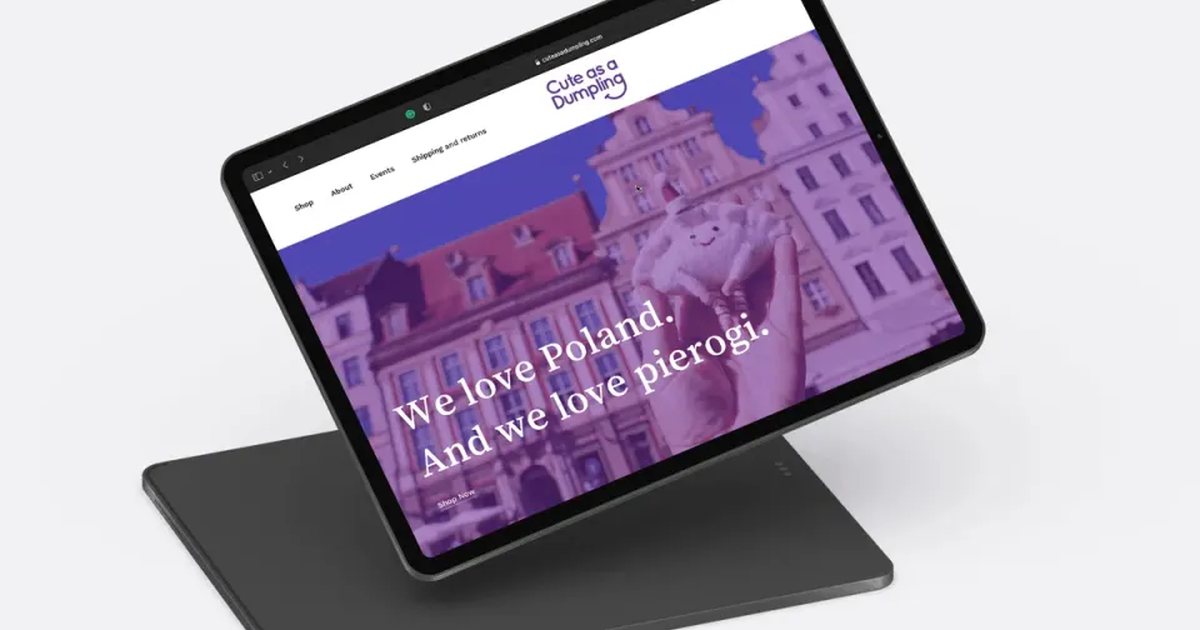 cuteasadumpling.com
Cute as a
Dumpling
Shop
About
Events
Shipping and returns
We love Poland.
And we love pierogi.
Shop Now